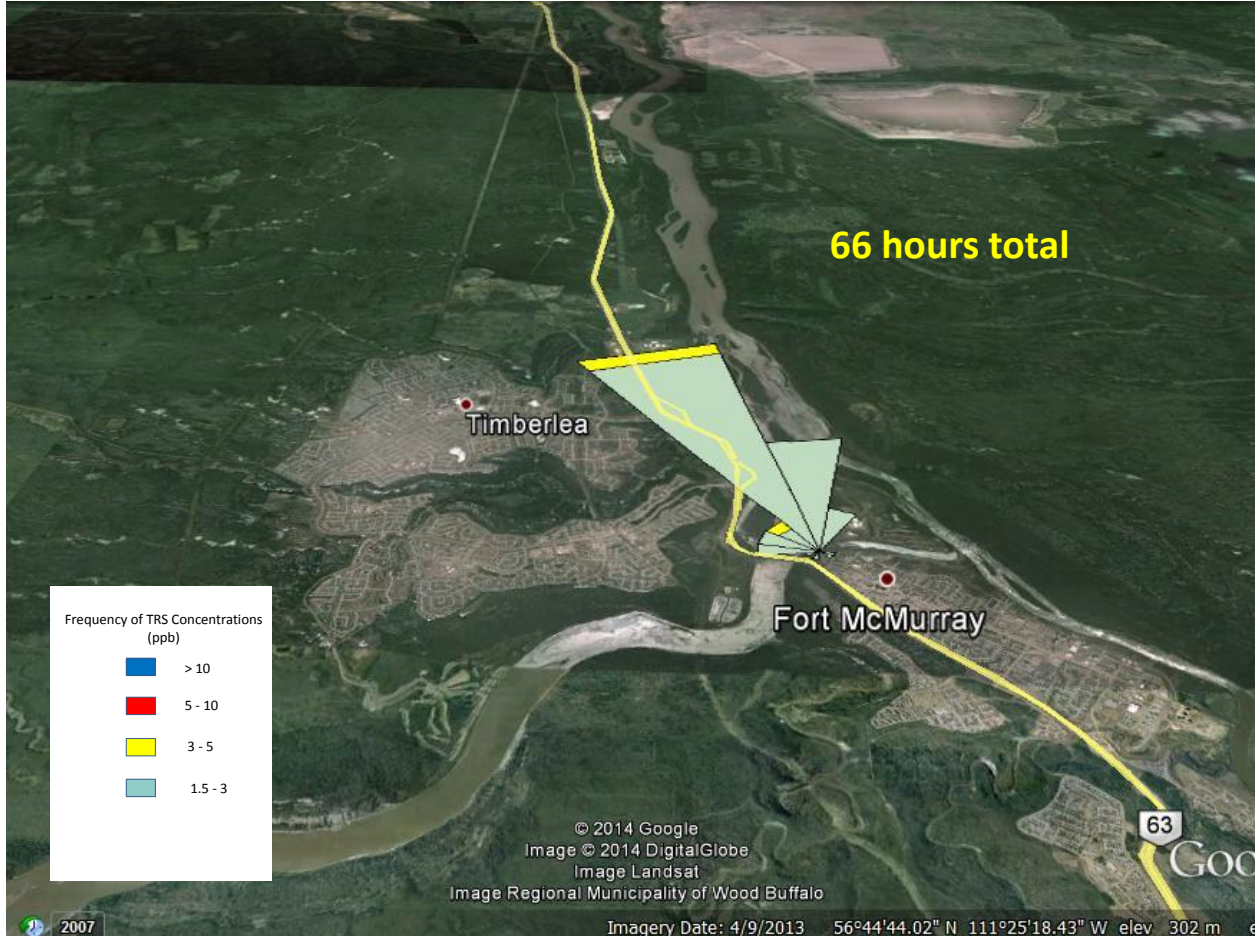 66 hours total
Timberlea
Fort McMurray
Frequency of TRS Concentrations
(ppb)
> 10
5 - 10
3 - 5
1.5 - 3
63
© 2014 Google
Image © 2014 DigitalGlobe
Image Landsat
Image Regional Municipality of Wood Buffalo
Goo
2007
Imagery Date: 4/9/2013 56°44'44.02" N 111°25'18.43" W elev 302 m